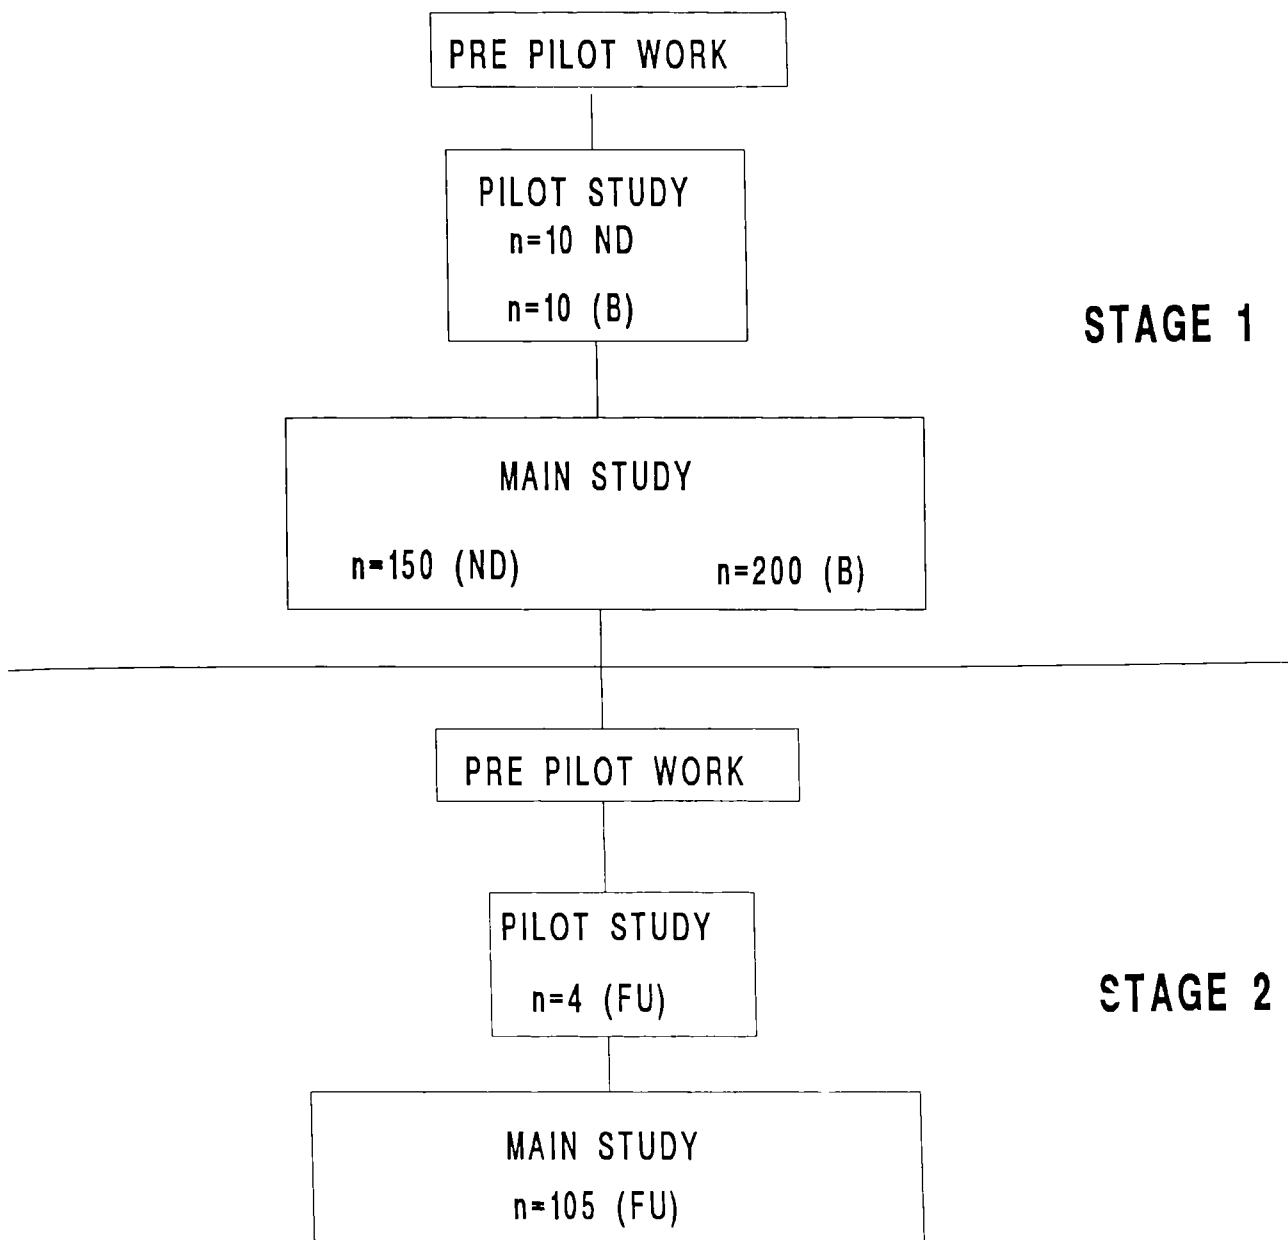 PRE PILOT WORK
PILOT STUDY
n=10 ND
n=10 (B)
STAGE 1
MAIN STUDY
n=150 (ND) n=200 (B)
PRE PILOT WORK
PILOT STUDY
n=4 (FU)
STAGE 2
MAIN STUDY
n=105 (FU)